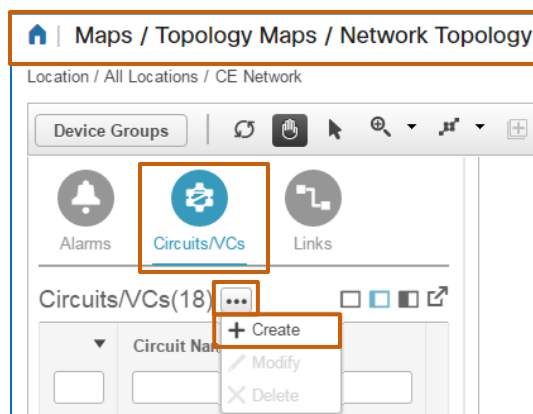 Maps / Topology Maps / Network Topology
Location / All Locations / CE Network
Device Groups
Alarms Circuits/VCs Links
Circuits/VCs(18)
Create
Circuit Nam
Modify
Delete